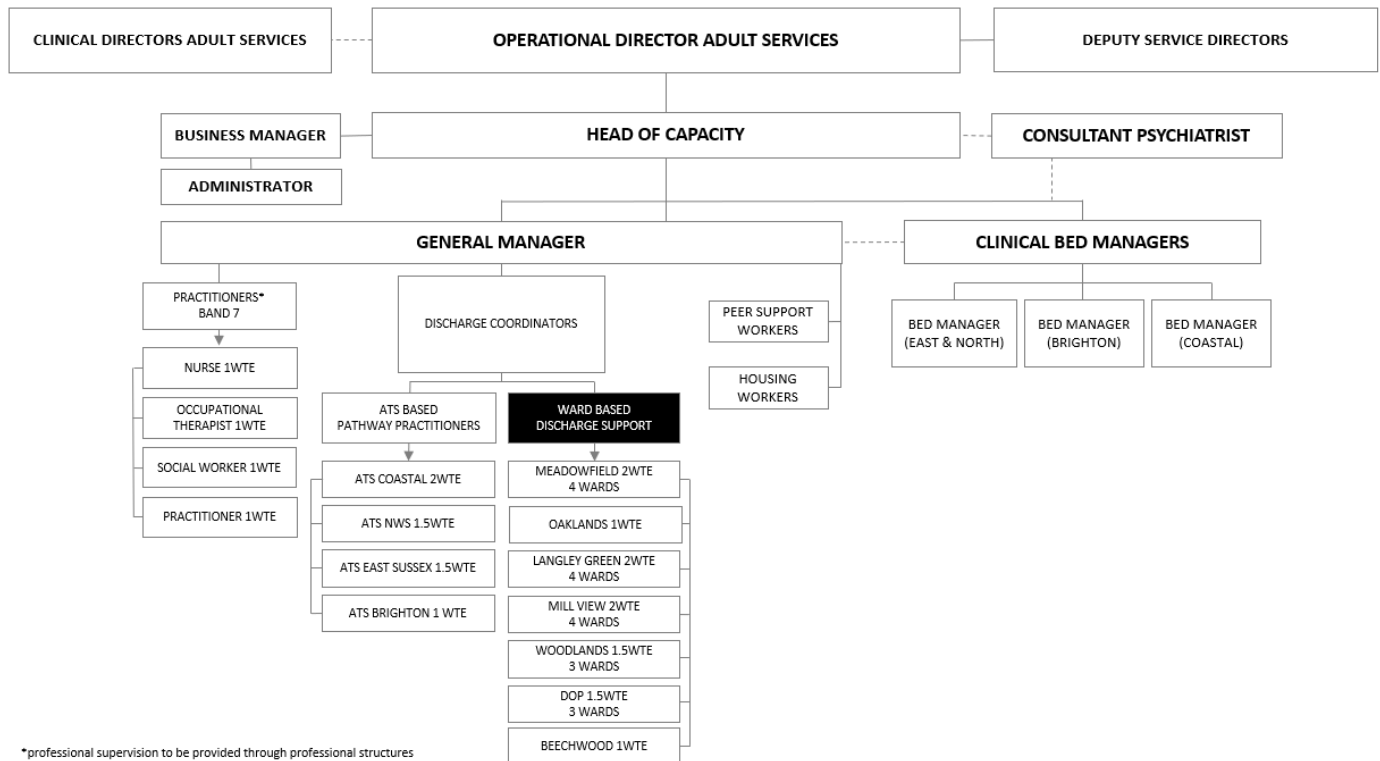 CLINICAL DIRECTORS ADULT SERVICES
OPERATIONAL DIRECTOR ADULT SERVICES
DEPUTY SERVICE DIRECTORS
BUSINESS MANAGER
HEAD OF CAPACITY
CONSULTANT PSYCHIATRIST
ADMINISTRATOR
GENERAL MANAGER
CLINICAL BED MANAGERS
PRACTITIONERS*
BAND 7
NURSE 1WTE
OCCUPATIONAL
THERAPIST 1WTE
SOCIAL WORKER 1WTE
PRACTITIONER 1WTE
DISCHARGE COORDINATORS
ATS BASED
PATHWAY PRACTITIONERS
ATS COASTAL 2WTE
ATS NWS 1.5WTE
ATS EAST SUSSEX 1.5WTE
ATS BRIGHTON 1 WTE
WARD BASED
DISCHARGE SUPPORT
MEADOWFIELD 2WTE
4 WARDS
OAKLANDS 1WTE
LANGLEY GREEN 2WTE
4 WARDS
MILL VIEW 2WTE
4 WARDS
WOODLANDS 1.5WTE
3 WARDS
DOP 1.5WTE
3 WARDS
BEECHWOOD 1WTE
PEER SUPPORT
WORKERS
HOUSING
WORKERS
BED MANAGER
(EAST & NORTH)
BED MANAGER
(BRIGHTON)
BED MANAGER
(COASTAL)
*professional supervision to be provided through professional structures